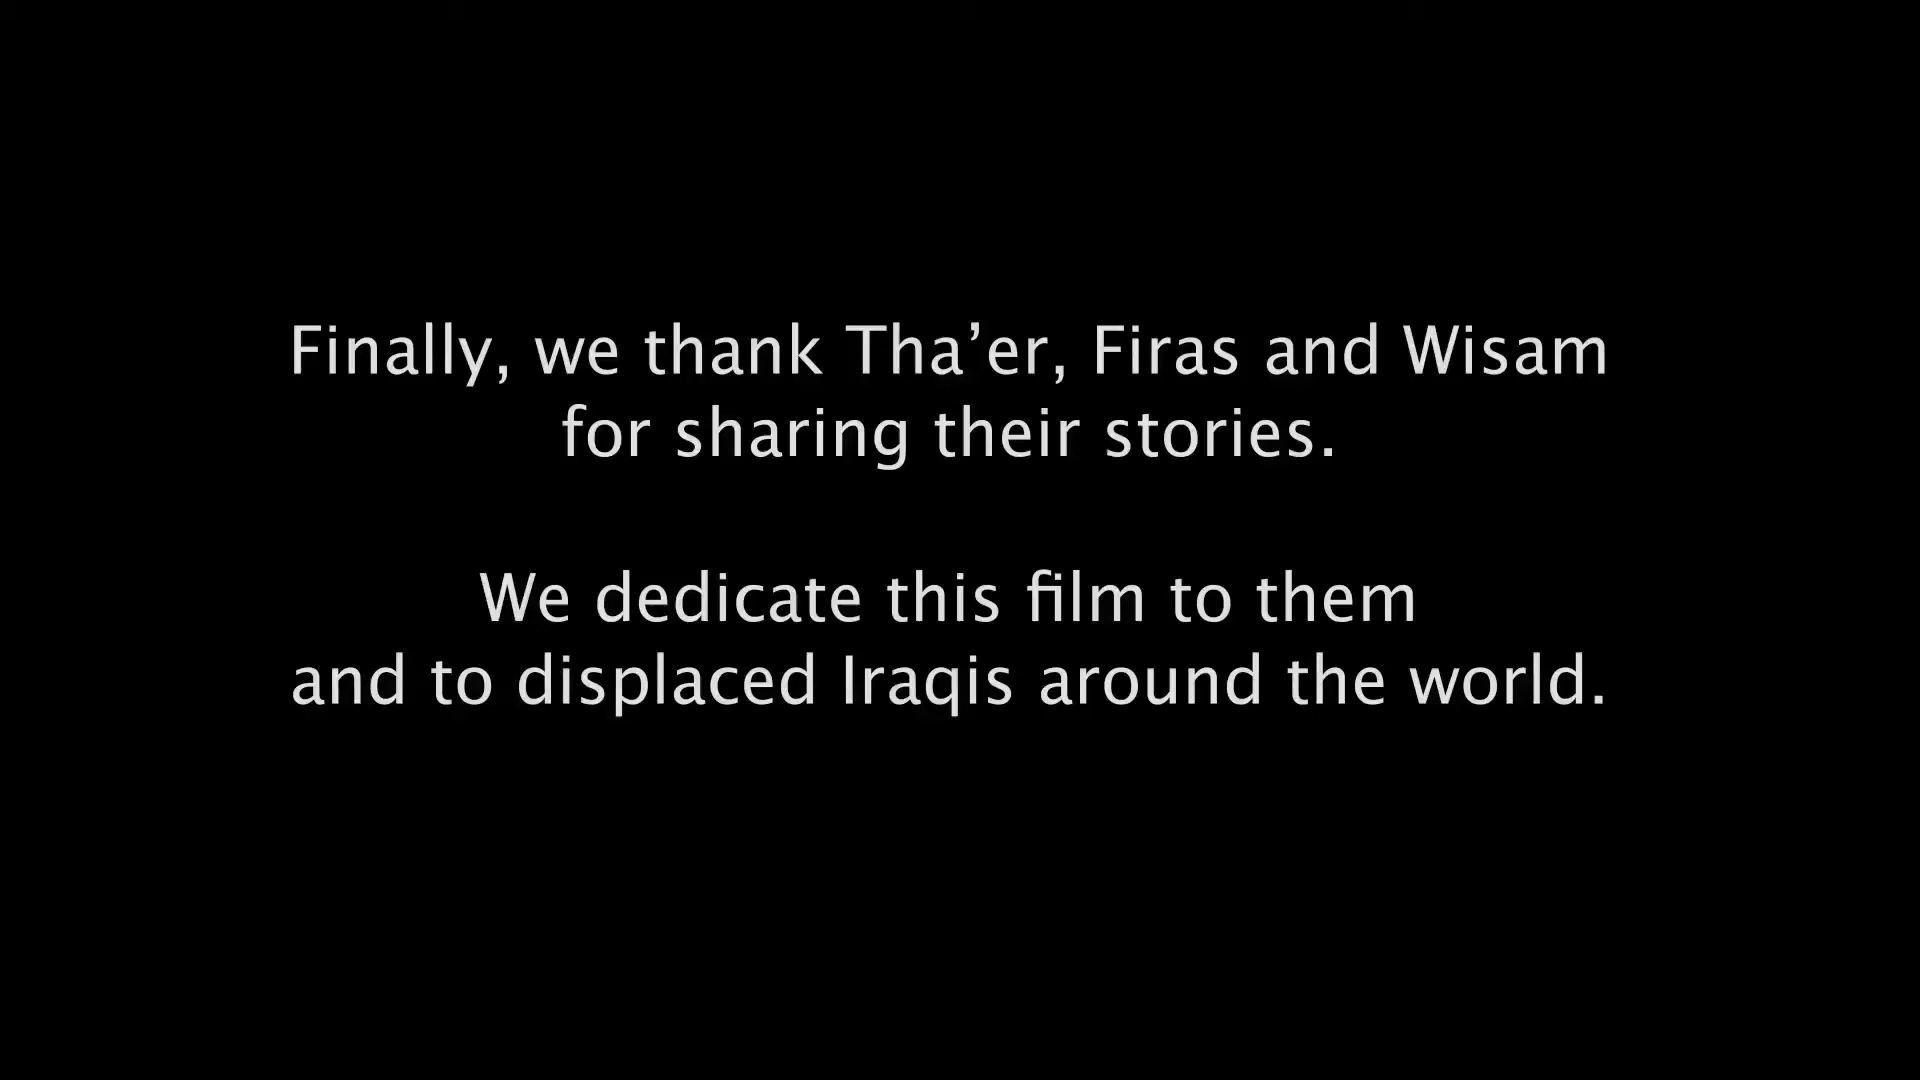 Finally, we thank Tha’er, Firas and Wisam
for sharing their stories.
We dedicate this film to them
and to displaced Iraqis around the world.